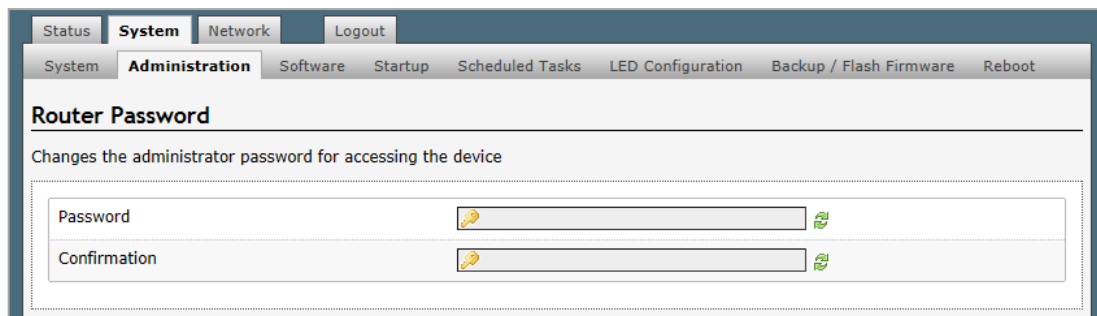 Status System Network Logout
System Administration Software Startup Scheduled Tasks LED Configuration Backup / Flash Firmware Reboot
Router Password
Changes the administrator password for accessing the device
Password
Confirmation